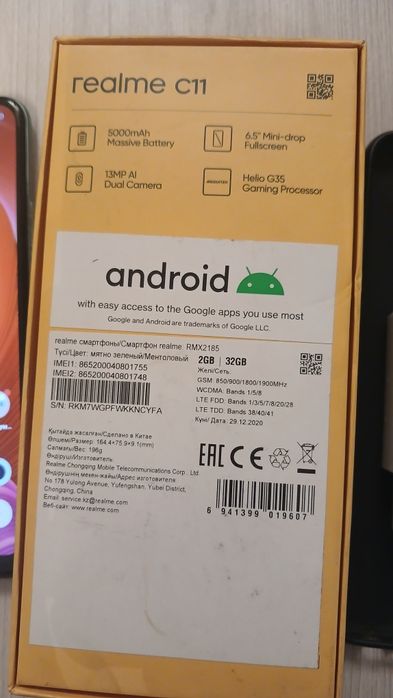 realme C11
5000mAh
Massive Battery
6.5" Mini-drop
Fullscreen
13MP AI
Dual Camera
MEDIATEK
Helio G35
Gaming Processor
android
with easy access to the Google apps you use most
Google and Android are trademarks of Google LLC.
realme смартфоны/Смартфон realme RMX2185
Түсі/Цвет: мятно зеленый/Ментоловый
2GB | 32GB
IMEI1: 865200040801755
IMEI2: 865200040801748
S/N: RKM7WGPFWKKNCYFA
Желі/Сеть:
GSM: 850/900/1800/1900MHz
WCDMA: Bands 1/5/8
LTE FDD: Bands 1/3/5/7/8/20/28
LTE TDD: Bands 38/40/41
Күні/ Дата: 29.12.2020
Қытайда жасалған/Сделано в Китае
Өлшемі/Размер: 164.4×75.9×9.1(mm)
Салмағы/Вес: 196g
Өндіруші/Изготовитель:
Realme Chongqing Mobile Telecommunications Corp., Ltd.
Өндірушінің мекен-жайы/Адрес изготовителя:
No.178 Yulong Avenue, Yufengshan, Yubei District,
Chongqing, China
Email: service.kz@realme.com
Веб-сайт: www.realme.com
EAC CE
6 941399 019607